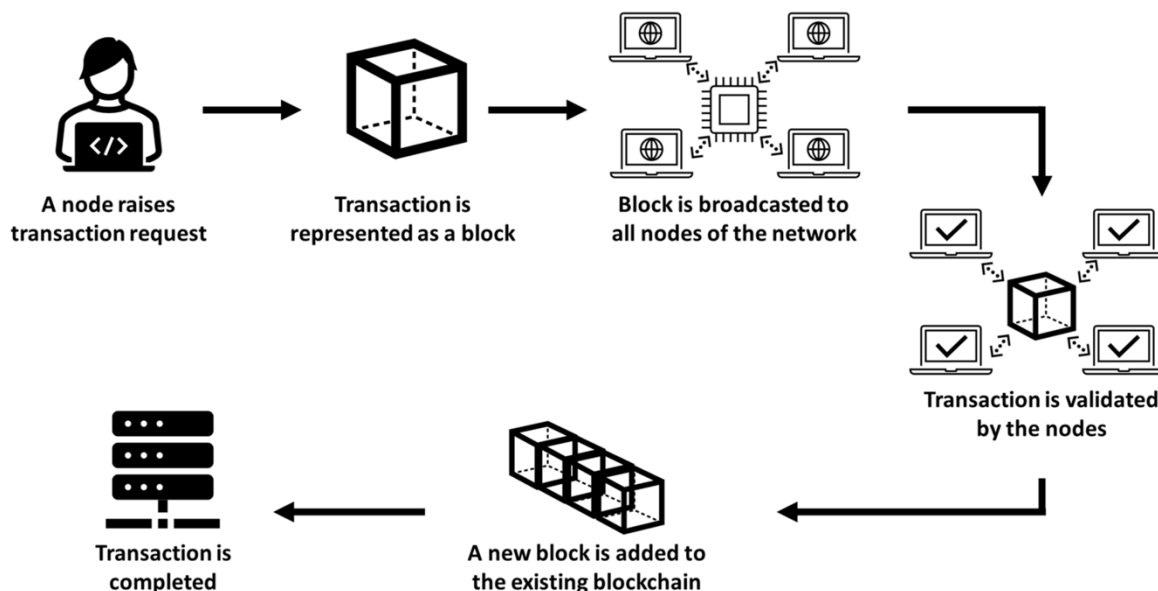 </>
A node raises
transaction request
Transaction is
represented as a block
Block is broadcasted to
all nodes of the network
Transaction is validated
by the nodes
A new block is added to
the existing blockchain
Transaction is
completed